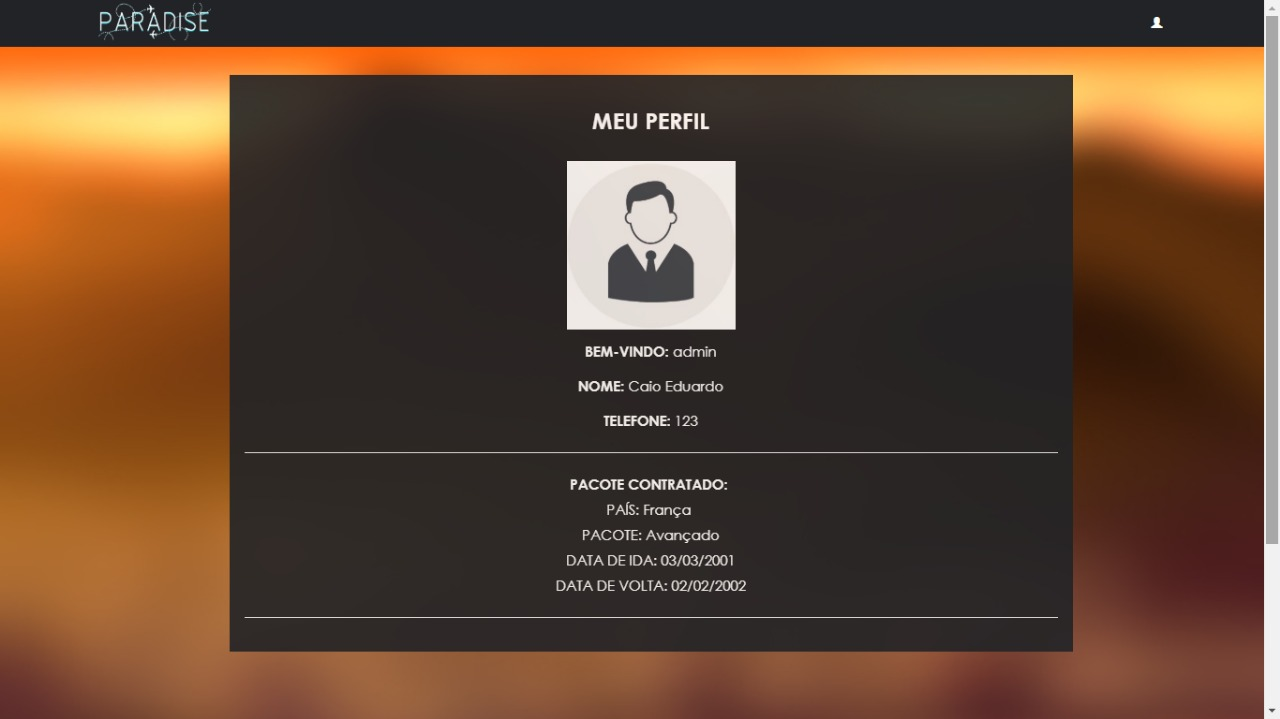 PARADISE
MEU PERFIL
BEM-VINDO: admin
NOME: Caio Eduardo
TELEFONE: 123
PACOTE CONTRATADO:
PAÍS: França
PACOTE: Avançado
DATA DE IDA: 03/03/2001
DATA DE VOLTA: 02/02/2002